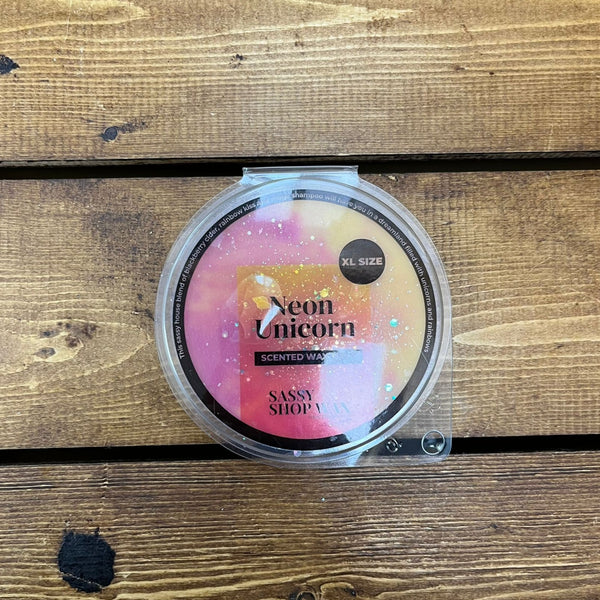 This sassy house blend of blackberry cider, rainbow kiss and shampoo will have you in a dreamland filled with unicorns and rainbows
XL SIZE
Neon
Unicorn
SCENTED WAX
SASSY
SHOP WAX